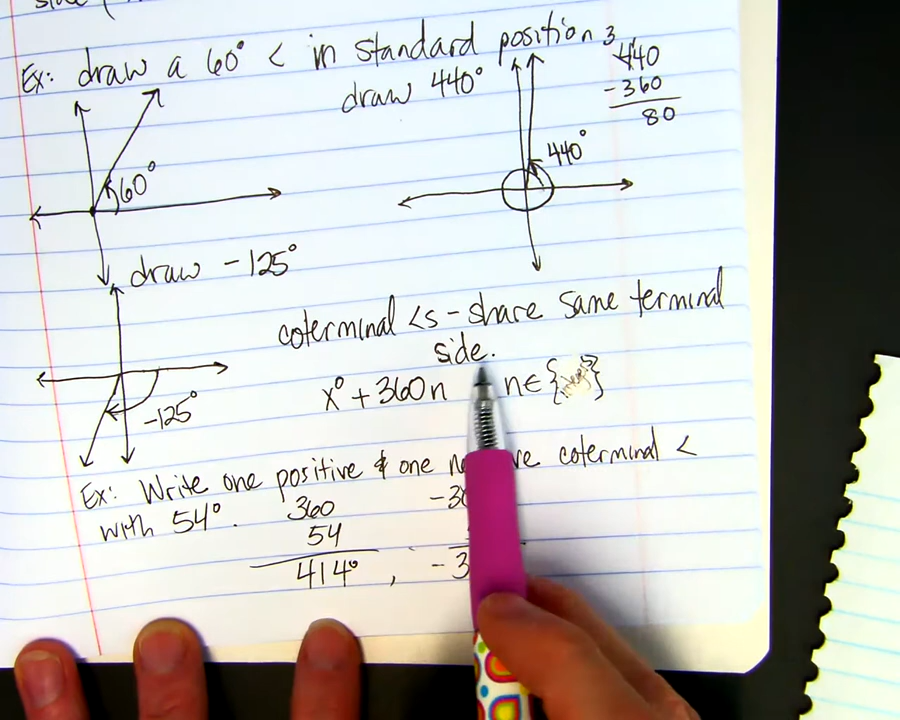 Ex: draw a 60° < in standard position
draw 440°
3
440
-360
80
60°
440°
draw -125°
-125°
coterminal <s - share same terminal
side.
x° + 360n n ∈ { }
Ex: Write one positive & one coterminal <
with 54°.
360
54
414° ,